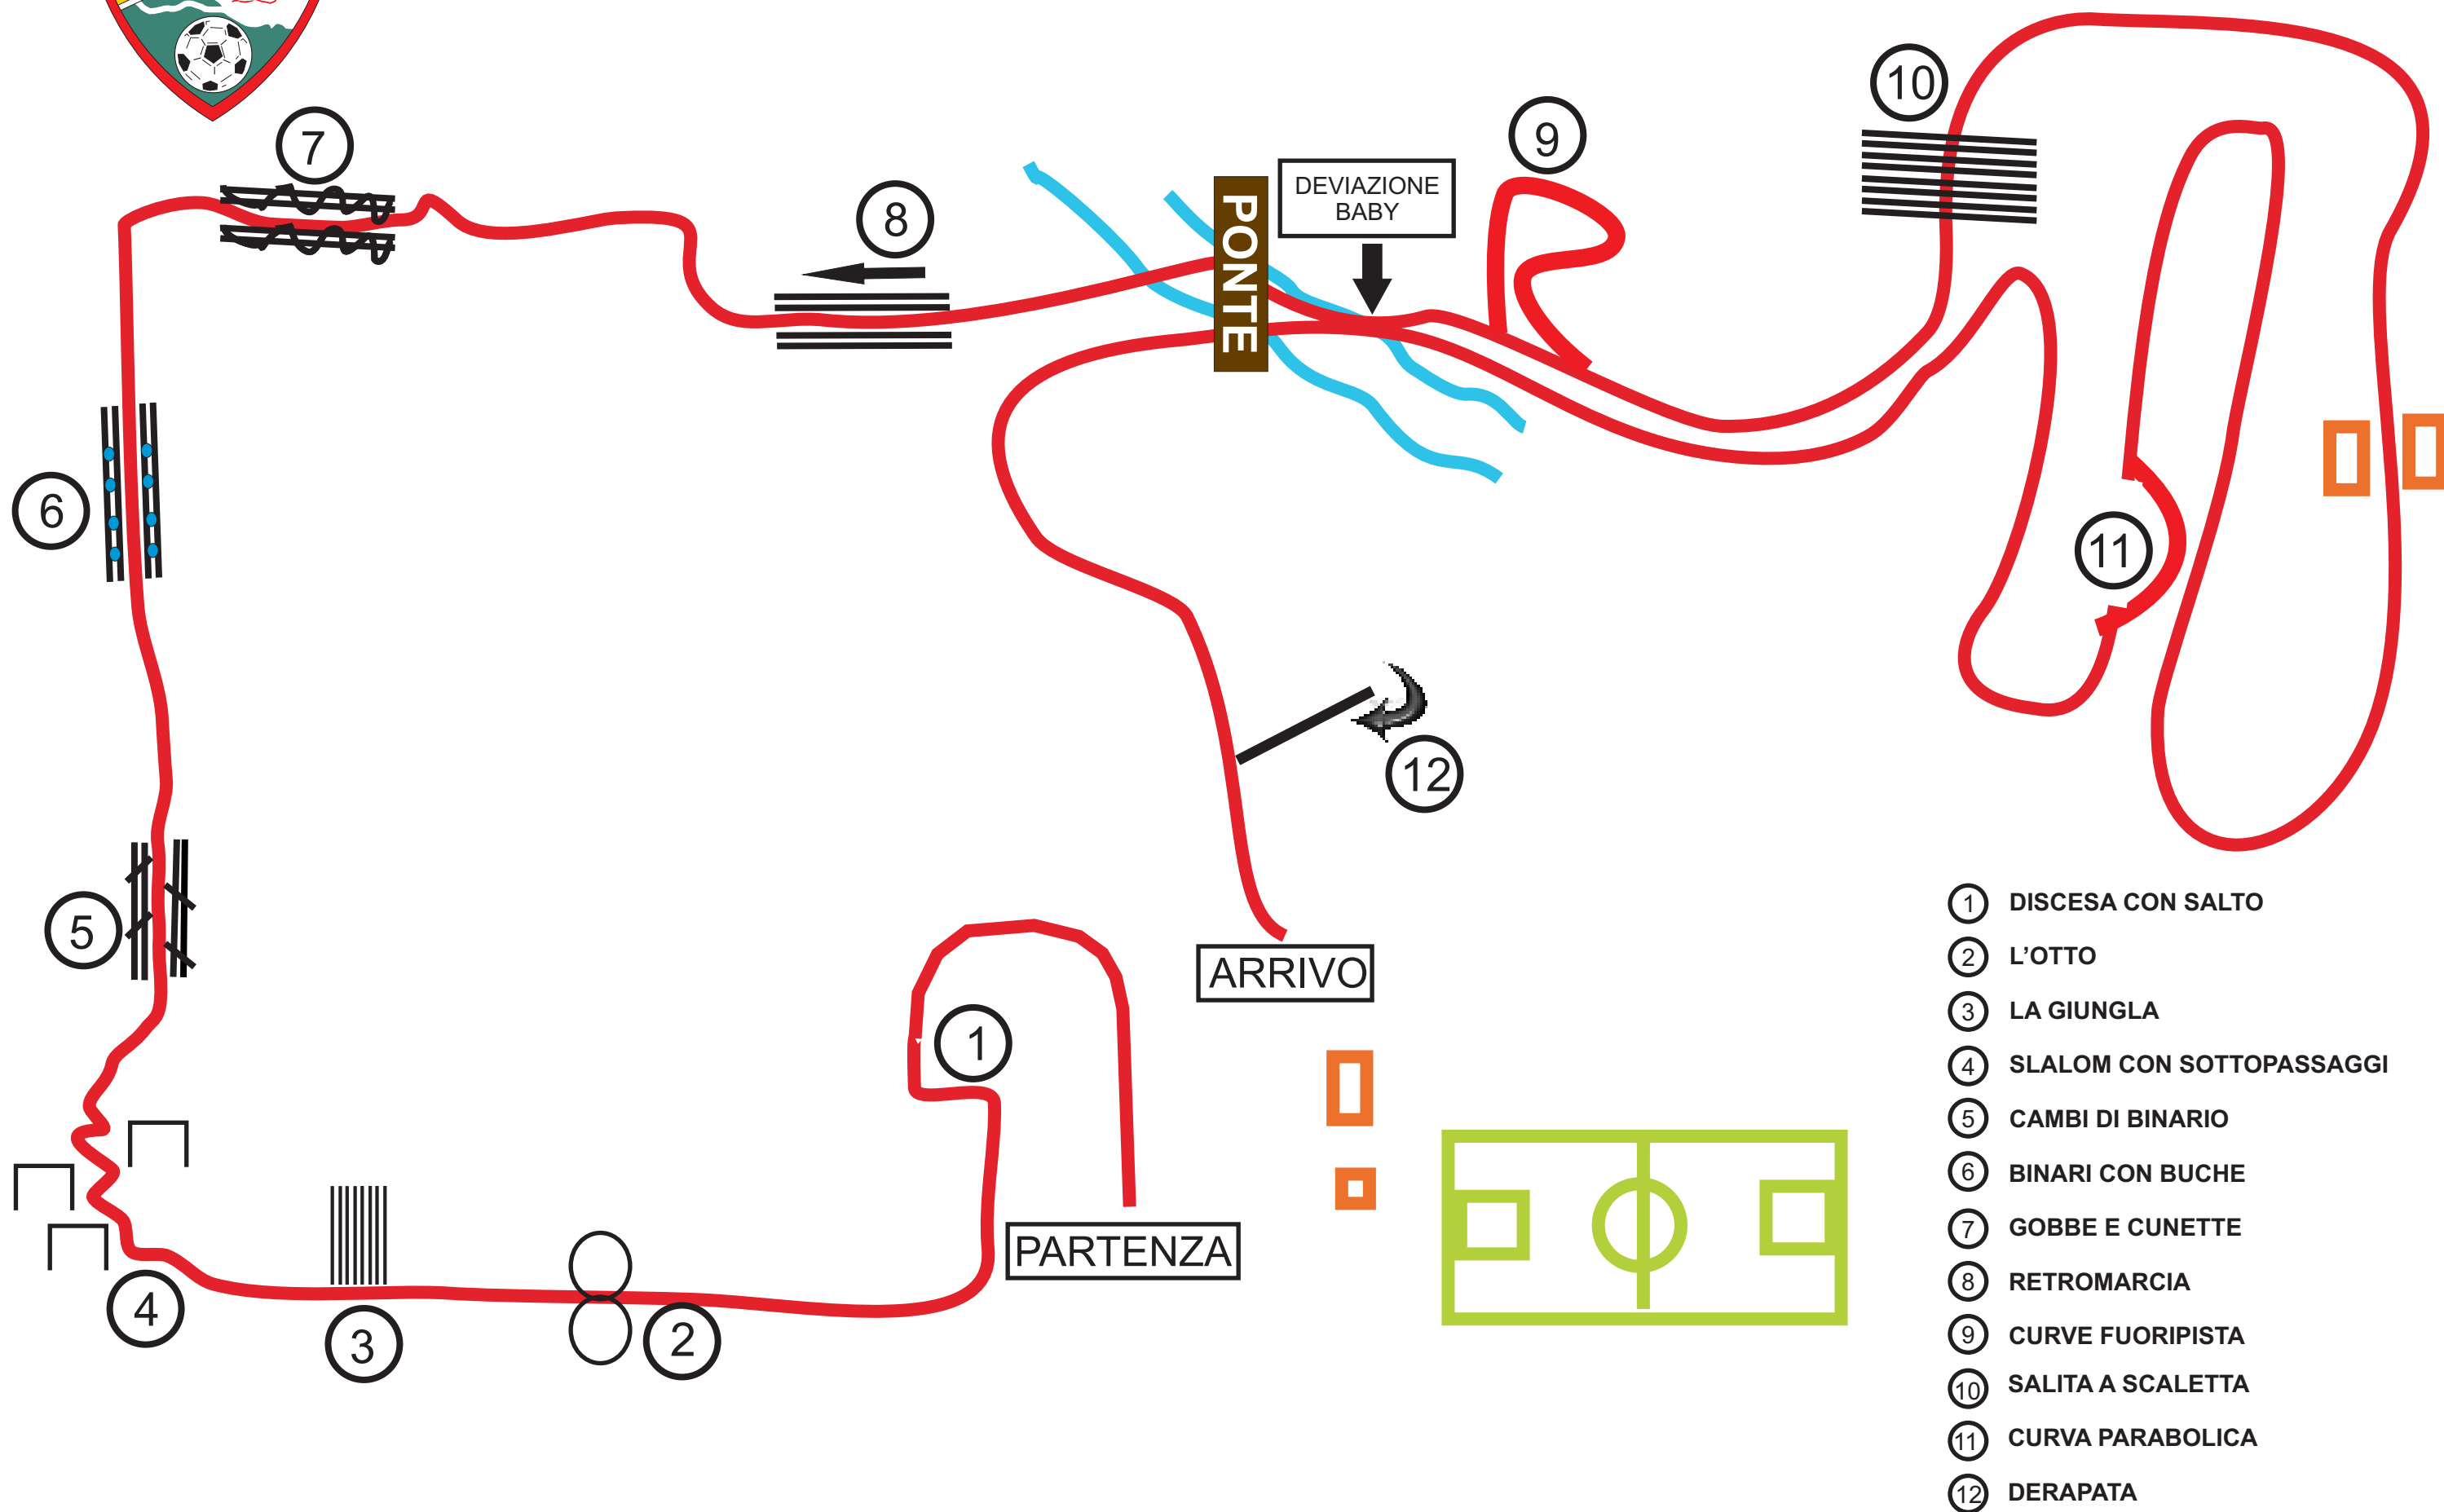 10
9
7
DEVIAZIONE
BABY
8
PONTE
6
11
12
5
ARRIVO
1
PARTENZA
4
3
2
1 DISCESA CON SALTO
2 L'OTTO
3 LA GIUNGLA
4 SLALOM CON SOTTOPASSAGGI
5 CAMBI DI BINARIO
6 BINARI CON BUCHE
7 GOBBE E CUNETTE
8 RETROMARCIA
9 CURVE FUORIPISTA
10 SALITA A SCALETTA
11 CURVA PARABOLICA
12 DERAPATA